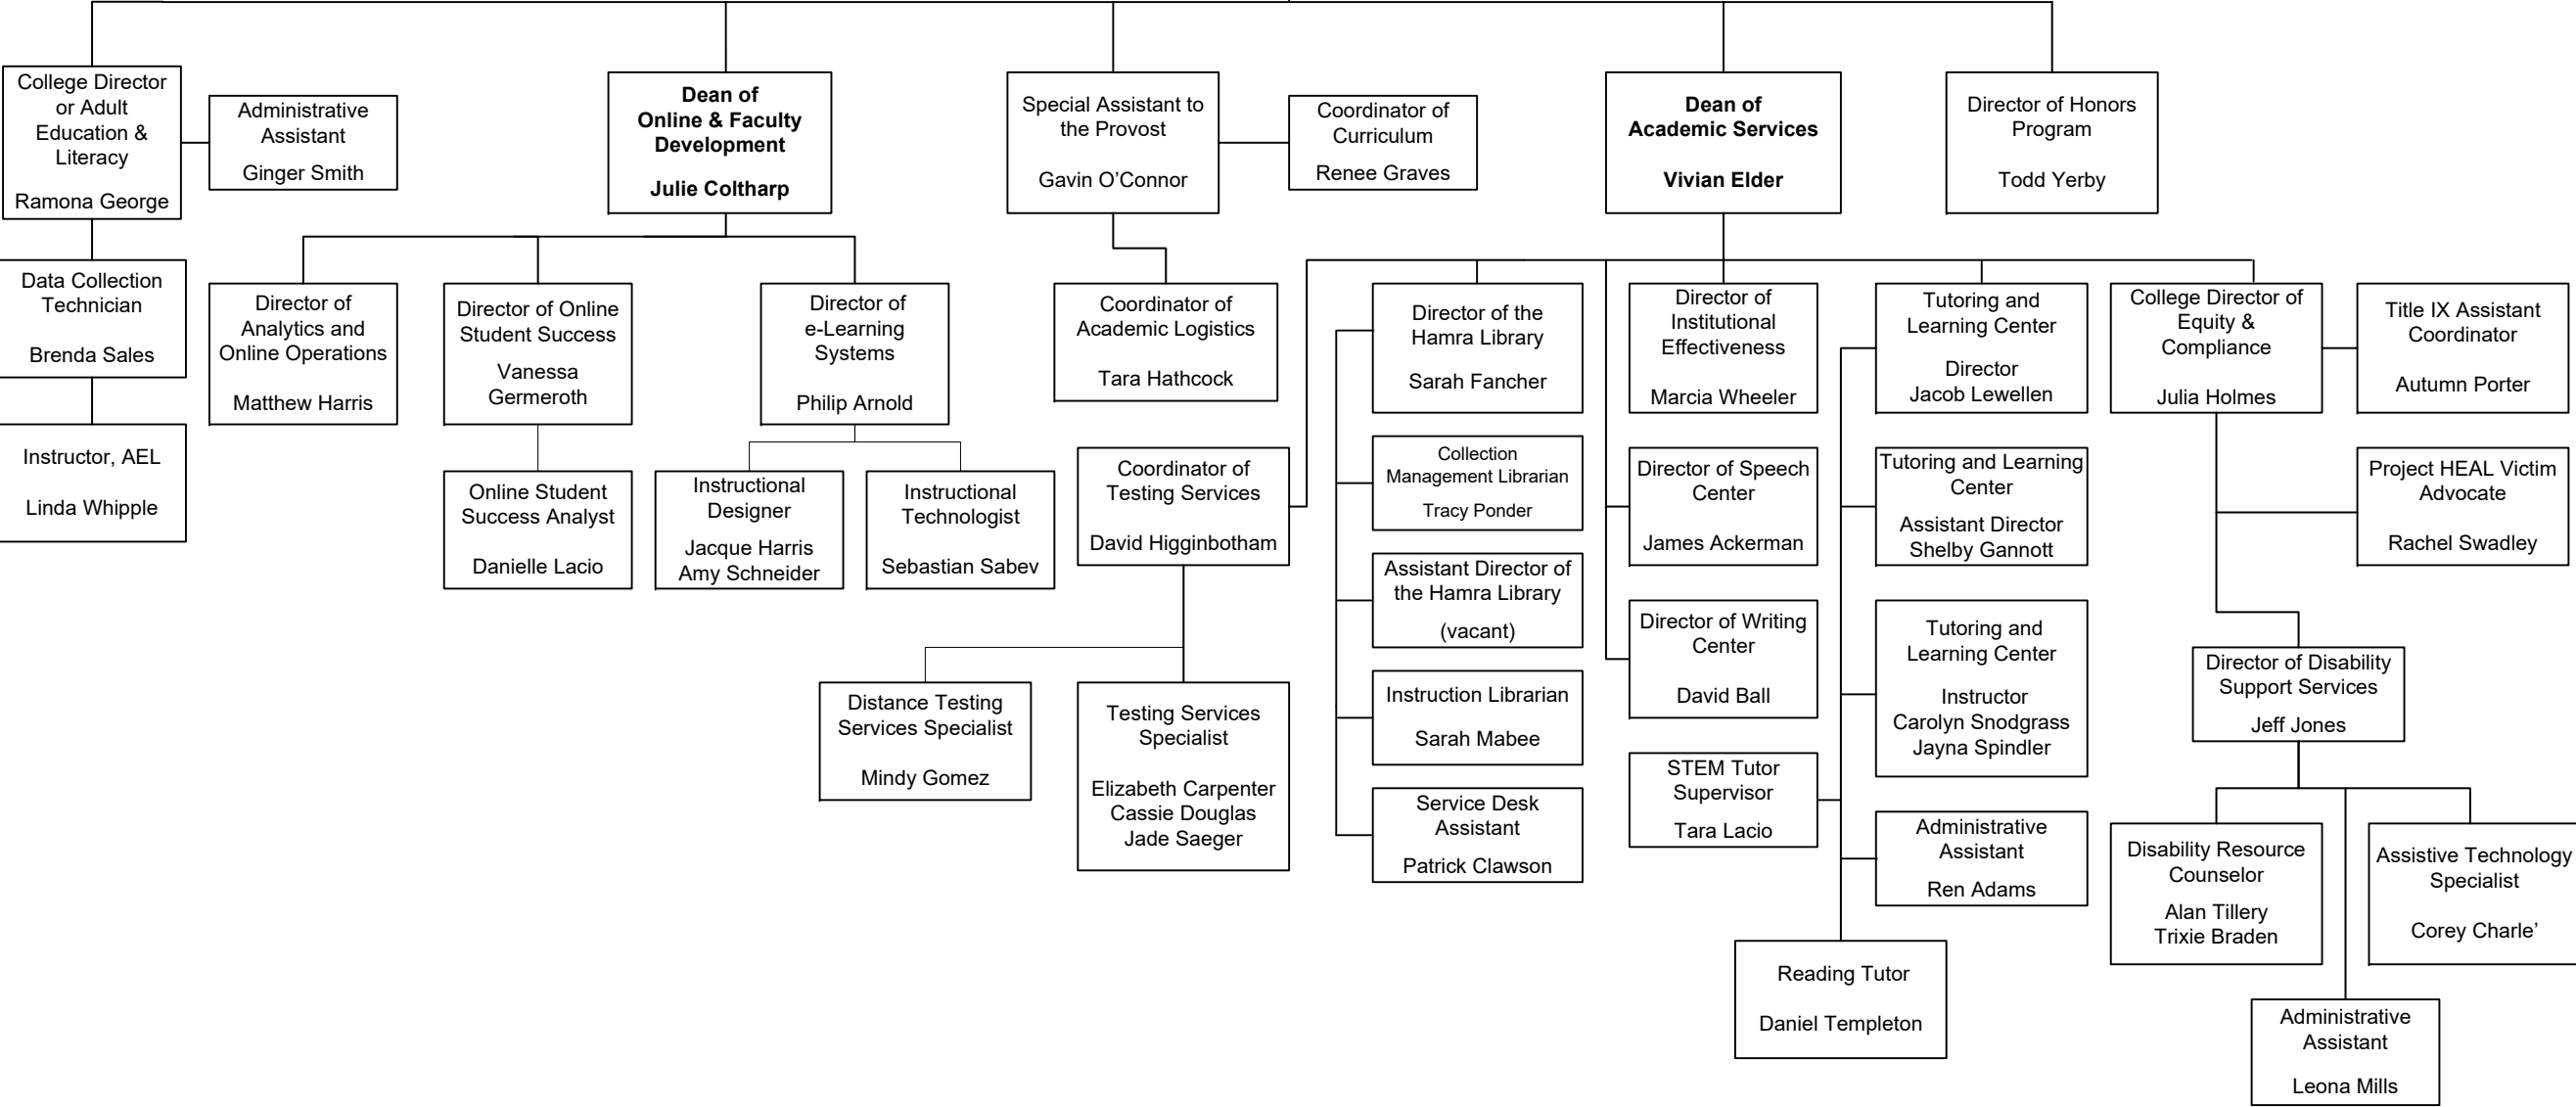 College Director
or Adult
Education &
Literacy
Ramona George
Administrative
Assistant
Ginger Smith
Dean of
Online & Faculty
Development
Julie Coltharp
Special Assistant to
the Provost
Gavin O’Connor
Coordinator of
Curriculum
Renee Graves
Dean of
Academic Services
Vivian Elder
Director of Honors
Program
Todd Yerby
Data Collection
Technician
Brenda Sales
Director of
Analytics and
Online Operations
Matthew Harris
Director of Online
Student Success
Vanessa
Germeroth
Director of
e-Learning
Systems
Philip Arnold
Coordinator of
Academic Logistics
Tara Hathcock
Director of the
Hamra Library
Sarah Fancher
Director of
Institutional
Effectiveness
Marcia Wheeler
Tutoring and
Learning Center
Director
Jacob Lewellen
College Director of
Equity &
Compliance
Julia Holmes
Title IX Assistant
Coordinator
Autumn Porter
Instructor, AEL
Linda Whipple
Online Student
Success Analyst
Danielle Lacio
Instructional
Designer
Jacque Harris
Amy Schneider
Instructional
Technologist
Sebastian Sabev
Coordinator of
Testing Services
David Higginbotham
Collection
Management Librarian
Tracy Ponder
Director of Speech
Center
James Ackerman
Tutoring and Learning
Center
Assistant Director
Shelby Gannott
Project HEAL Victim
Advocate
Rachel Swadley
Assistant Director of
the Hamra Library
(vacant)
Director of Writing
Center
David Ball
Tutoring and
Learning Center
Instructor
Carolyn Snodgrass
Jayna Spindler
Director of Disability
Support Services
Jeff Jones
Distance Testing
Services Specialist
Mindy Gomez
Testing Services
Specialist
Elizabeth Carpenter
Cassie Douglas
Jade Saeger
Instruction Librarian
Sarah Mabee
STEM Tutor
Supervisor
Tara Lacio
Service Desk
Assistant
Patrick Clawson
Administrative
Assistant
Ren Adams
Disability Resource
Counselor
Alan Tillery
Trixie Braden
Assistive Technology
Specialist
Corey Charle’
Reading Tutor
Daniel Templeton
Administrative
Assistant
Leona Mills